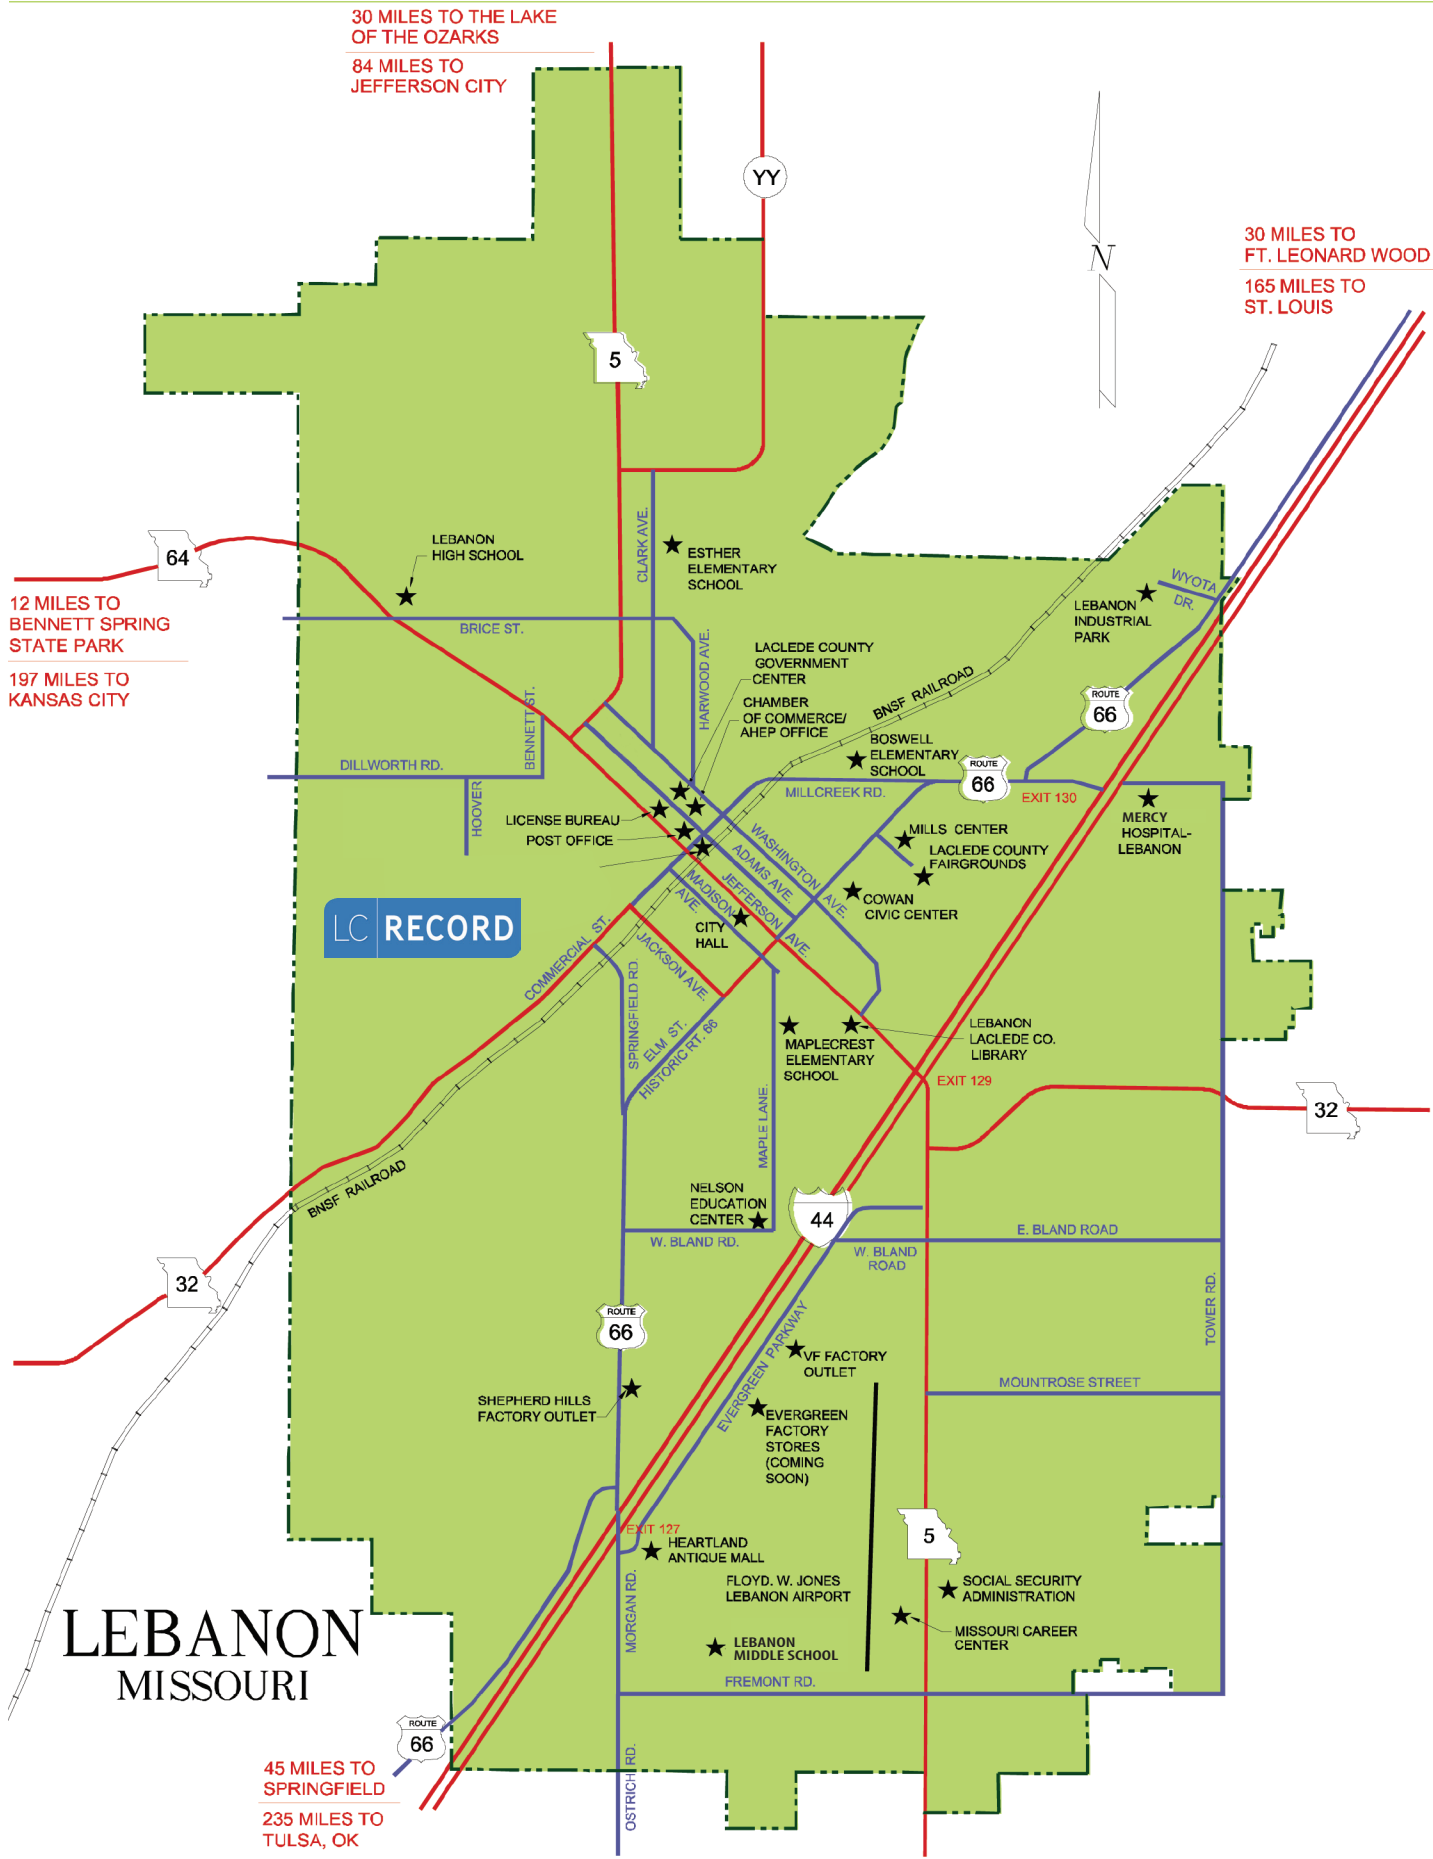 30 MILES TO THE LAKE
OF THE OZARKS
84 MILES TO
JEFFERSON CITY
YY
N
30 MILES TO
FT. LEONARD WOOD
165 MILES TO
ST. LOUIS
5
64
12 MILES TO
BENNETT SPRING
STATE PARK
197 MILES TO
KANSAS CITY
LEBANON
HIGH SCHOOL
CLARK AVE.
ESTHER
ELEMENTARY
SCHOOL
BRICE ST.
HARWOOD AVE.
LACLEDE COUNTY
GOVERNMENT
CENTER
CHAMBER
OF COMMERCE/
AHEP OFFICE
WYOTA
DR.
LEBANON
INDUSTRIAL
PARK
BNSF RAILROAD
ROUTE
66
BENNETT ST.
DILLWORTH RD.
HOOVER
BOSWELL
ELEMENTARY
SCHOOL
MILLCREEK RD.
ROUTE
66
EXIT 130
MERCY
HOSPITAL-
LEBANON
LICENSE BUREAU
POST OFFICE
MILLS CENTER
LACLEDE COUNTY
FAIRGROUNDS
WASHINGTON AVE.
ADAMS AVE.
JEFFERSON AVE.
MADISON
AVE.
COWAN
CIVIC CENTER
CITY
HALL
LC RECORD
COMMERCIAL ST.
JACKSON AVE.
SPRINGFIELD RD.
ELM ST.
HISTORIC RT. 66
MAPLECREST
ELEMENTARY
SCHOOL
LEBANON
LACLEDE CO.
LIBRARY
EXIT 129
32
MAPLE LANE.
BNSF RAILROAD
NELSON
EDUCATION
CENTER
W. BLAND RD.
44
W. BLAND
ROAD
E. BLAND ROAD
TOWER RD.
32
ROUTE
66
EVERGREEN PARKWAY
VF FACTORY
OUTLET
SHEPHERD HILLS
FACTORY OUTLET
MOUNTROSE STREET
EVERGREEN
FACTORY
STORES
(COMING
SOON)
EXIT 127
HEARTLAND
ANTIQUE MALL
5
FLOYD. W. JONES
LEBANON AIRPORT
SOCIAL SECURITY
ADMINISTRATION
MORGAN RD.
MISSOURI CAREER
CENTER
LEBANON
MIDDLE SCHOOL
FREMONT RD.
LEBANON
MISSOURI
ROUTE
66
OSTRICH RD.
45 MILES TO
SPRINGFIELD
235 MILES TO
TULSA, OK